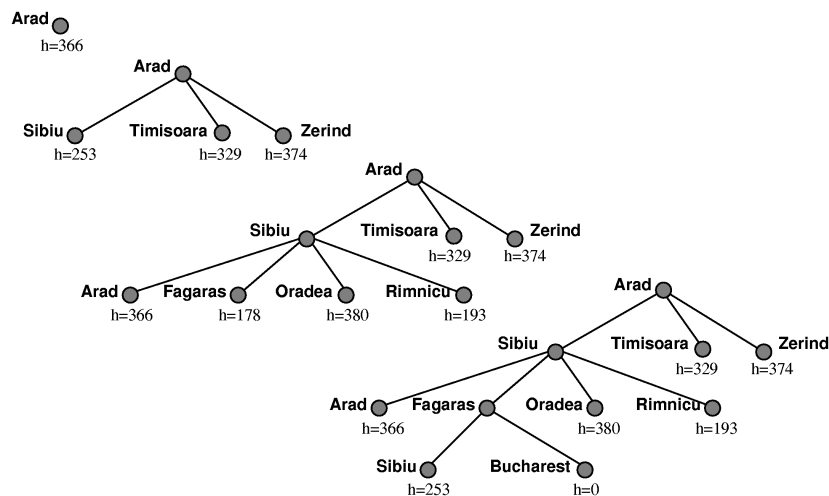 Arad
h=366
Arad
Sibiu Timisoara Zerind
h=253 h=329 h=374
Arad
Sibiu Timisoara Zerind
h=329 h=374
Arad Fagaras Oradea Rimnicu
h=366 h=178 h=380 h=193
Arad
Sibiu Timisoara Zerind
h=329 h=374
Arad Fagaras Oradea Rimnicu
h=366 h=380 h=193
Sibiu Bucharest
h=253 h=0